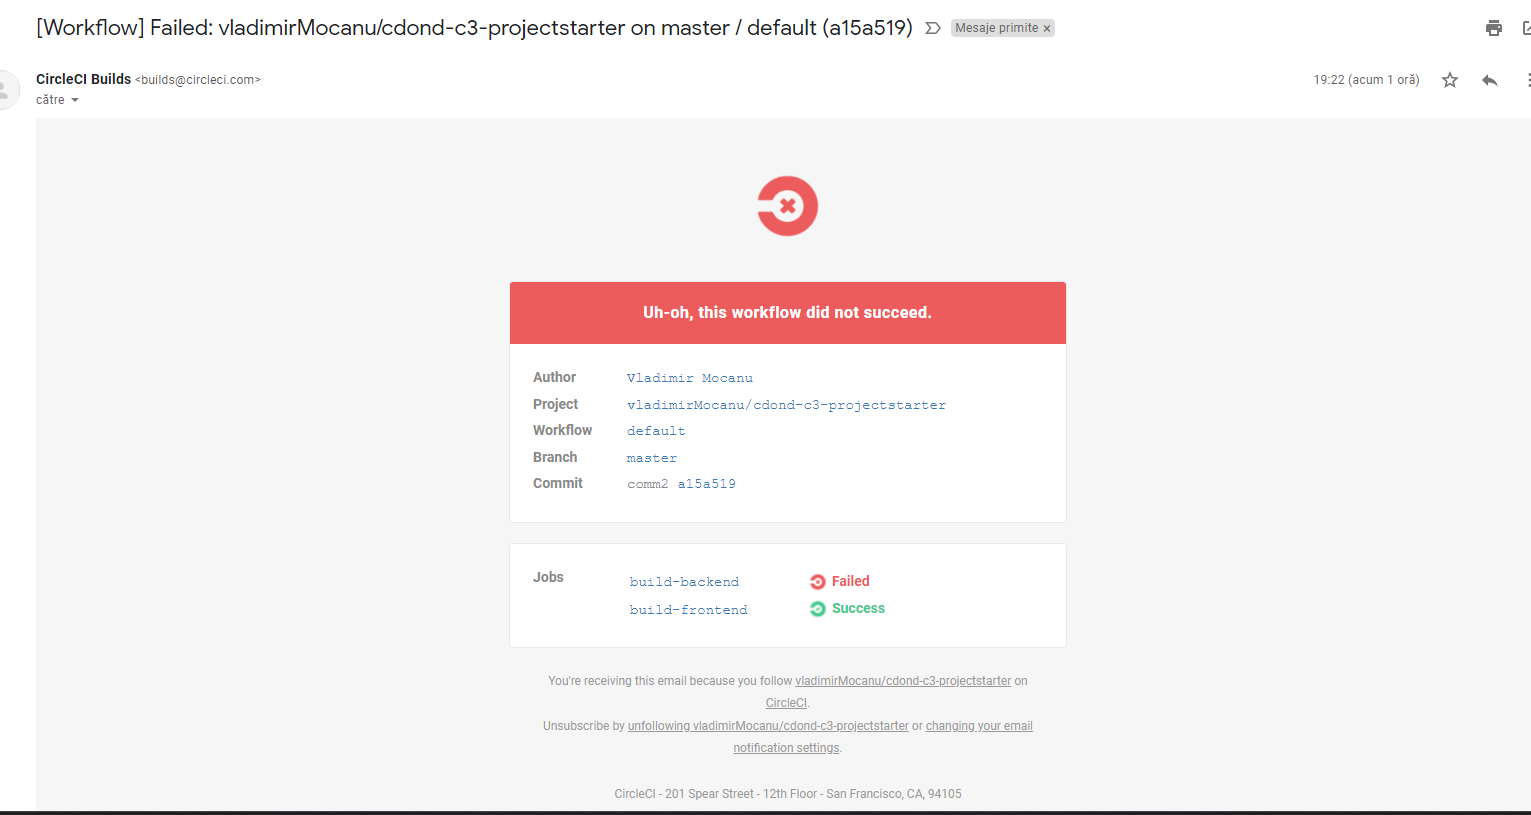 [Workflow] Failed: vladimirMocanu/cdond-c3-projectstarter on master / default (a15a519) Mesaje primite ×
CircleCI Builds <builds@circleci.com> 19:22 (acum 1 oră)
către
Uh-oh, this workflow did not succeed.
Author Vladimir Mocanu
Project vladimirMocanu/cdond-c3-projectstarter
Workflow default
Branch master
Commit comm2 a15a519
Jobs build-backend Failed
build-frontend Success
You're receiving this email because you follow vladimirMocanu/cdond-c3-projectstarter on
CircleCI.
Unsubscribe by unfollowing vladimirMocanu/cdond-c3-projectstarter or changing your email
notification settings.
CircleCI - 201 Spear Street - 12th Floor - San Francisco, CA, 94105